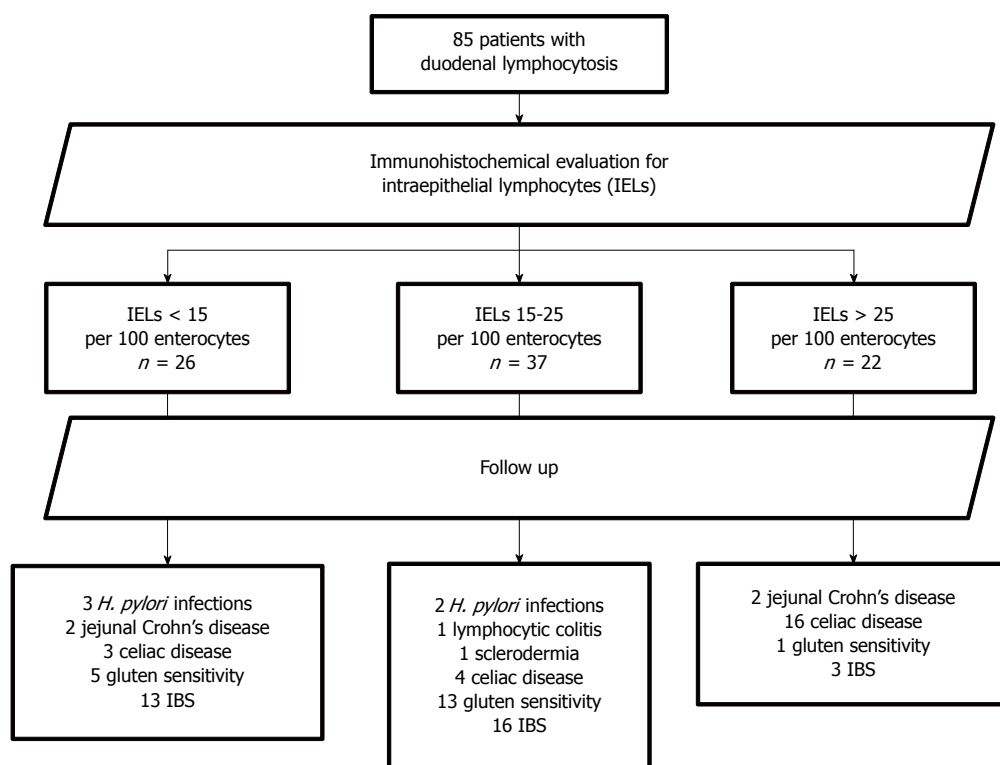 85 patients with
duodenal lymphocytosis
Immunohistochemical evaluation for
intraepithelial lymphocytes (IELs)
IELs < 15
per 100 enterocytes
n = 26
IELs 15-25
per 100 enterocytes
n = 37
IELs > 25
per 100 enterocytes
n = 22
Follow up
3 H. pylori infections
2 jejunal Crohn’s disease
3 celiac disease
5 gluten sensitivity
13 IBS
2 H. pylori infections
1 lymphocytic colitis
1 sclerodermia
4 celiac disease
13 gluten sensitivity
16 IBS
2 jejunal Crohn’s disease
16 celiac disease
1 gluten sensitivity
3 IBS